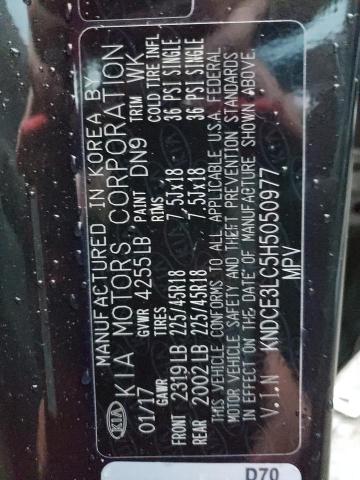 MANUFACTURED IN KOREA BY
KIA MOTORS CORPORATION
01/17 GVWR 4255LB PAINT DN9 TRIM WK
GAWR TIRES RIMS COLD TIRE INFL
FRONT 2319 LB 225/45R18 7.5Jx18 36 PSI SINGLE
REAR 2002 LB 225/45R18 7.5Jx18 36 PSI SINGLE
THIS VEHICLE CONFORMS TO ALL APPLICABLE U.S.A. FEDERAL
MOTOR VEHICLE SAFETY AND THEFT PREVENTION STANDARDS
IN EFFECT ON THE DATE OF MANUFACTURE SHOWN ABOVE.
V.I.N KNDCE3LC5H5050977
MPV
KIA
D70